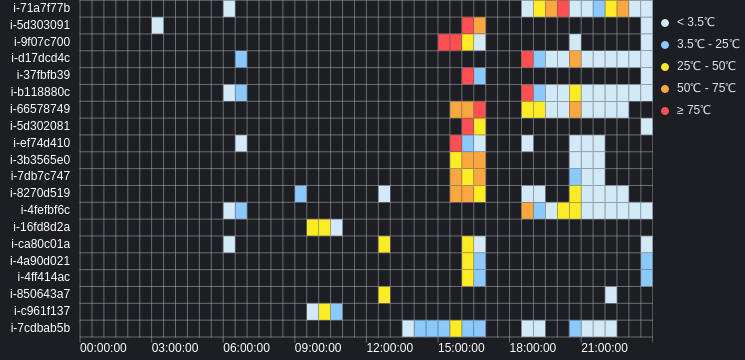 i-71a7f77b
i-5d303091
i-9f07c700
i-d17dcd4c
i-37fbfb39
i-b118880c
i-66578749
i-5d302081
i-ef74d410
i-3b3565e0
i-7db7c747
i-8270d519
i-4fefbf6c
i-16fd8d2a
i-ca80c01a
i-4a90d021
i-4ff414ac
i-850643a7
i-c961f137
i-7cdbab5b
00:00:00 03:00:00 06:00:00 09:00:00 12:00:00 15:00:00 18:00:00 21:00:00
< 3.5℃
3.5℃ - 25℃
25℃ - 50℃
50℃ - 75℃
≥ 75℃